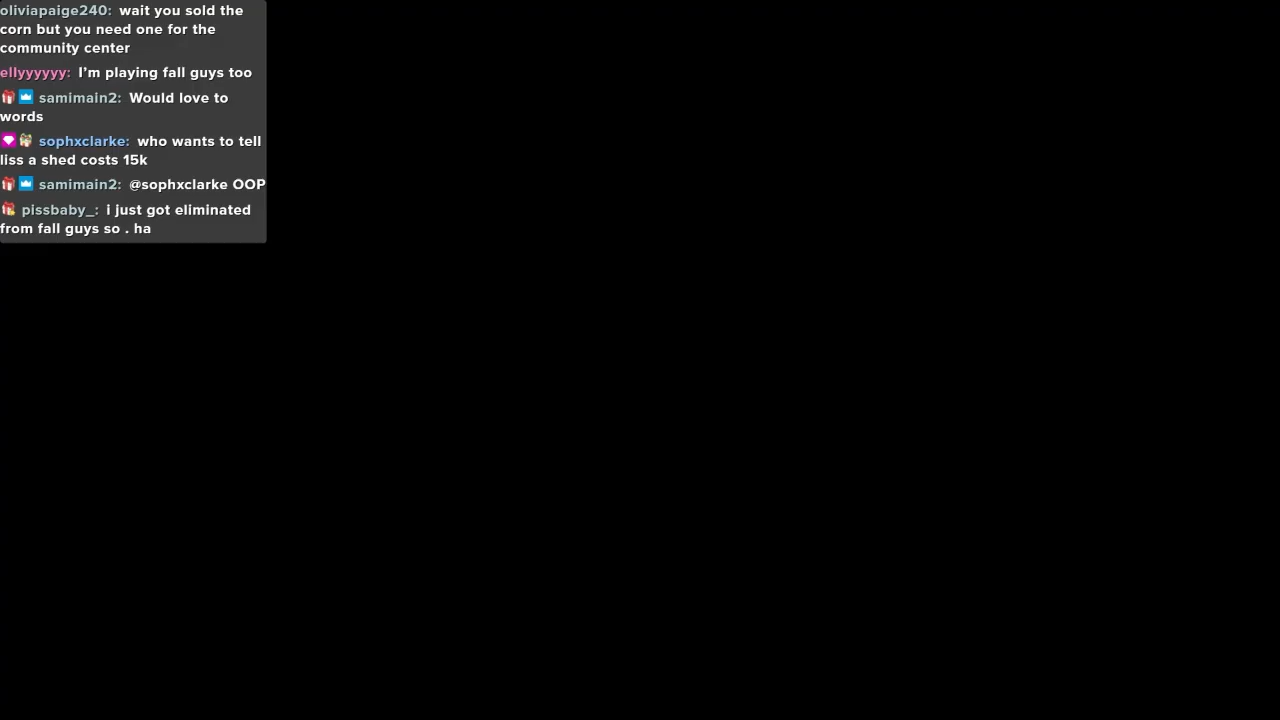 oliviapaige240: wait you sold the
corn but you need one for the
community center
ellyyyyyy: I'm playing fall guys too
samimain2: Would love to
words
sophxclarke: who wants to tell
liss a shed costs 15k
samimain2: @sophxclarke OOP
pissbaby_: i just got eliminated
from fall guys so . ha